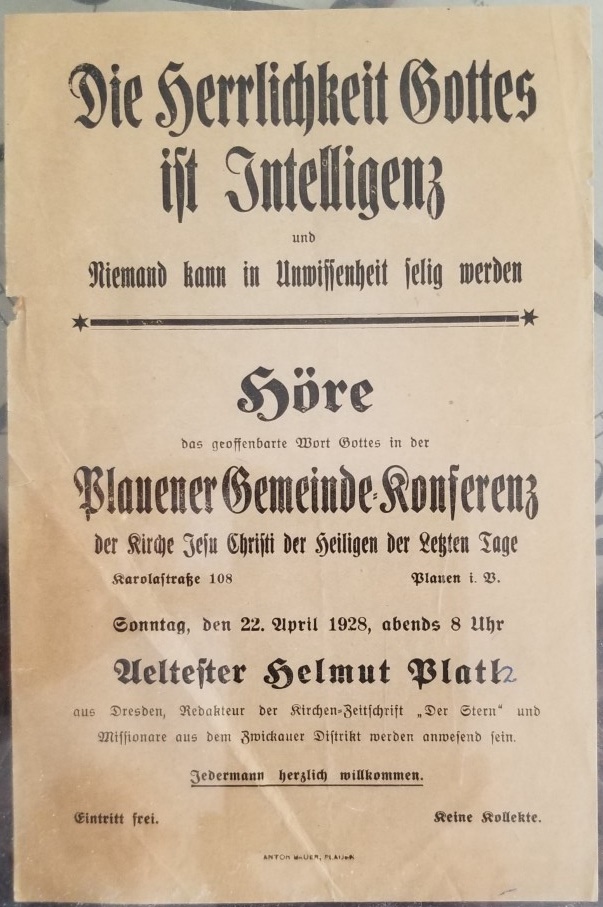 Die Herrlichkeit Gottes
ist Intelligenz
und
Niemand kann in Unwissenheit selig werden
Höre
das geoffenbarte Wort Gottes in der
Plauener Gemeinde-Konferenz
der Kirche Jesu Christi der Heiligen der Letzten Tage
Karolastraße 108 Plauen i. V.
Sonntag, den 22. April 1928, abends 8 Uhr
Aeltester Helmut Plath
aus Dresden, Redakteur der Kirchen-Zeitschrift „Der Stern“ und
Missionare aus dem Zwickauer Distrikt werden anwesend sein.
Jedermann herzlich willkommen.
Eintritt frei. Keine Kollekte.
ANTON BAUER, PLAUEN